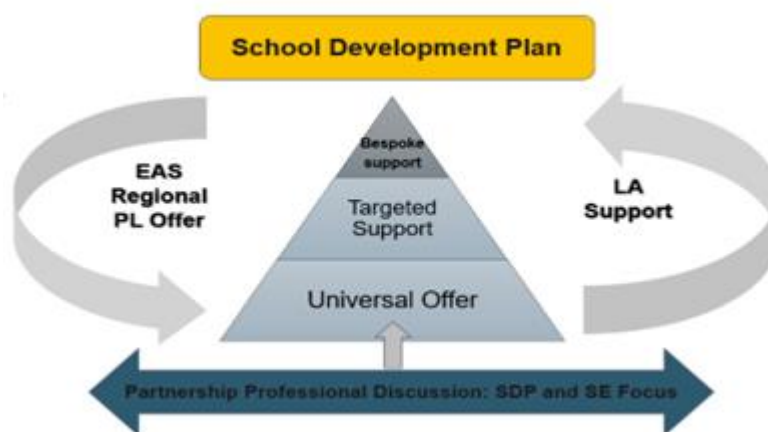 School Development Plan
Bespoke
support
EAS
Regional
PL Offer
Targeted
Support
LA
Support
Universal Offer
Partnership Professional Discussion: SDP and SE Focus